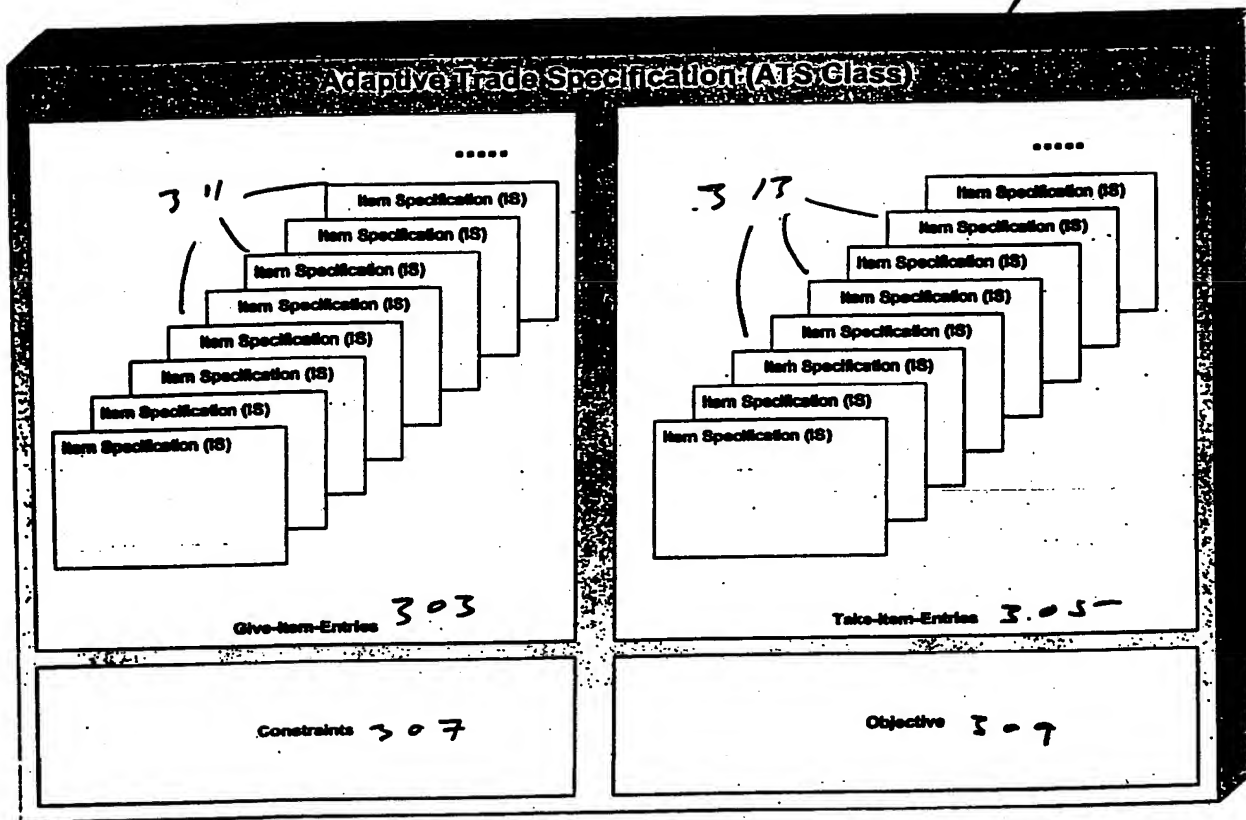 Adaptive Trade Specification (ATS Class)
.....
311
Item Specification (IS)
Item Specification (IS)
Item Specification (IS)
Item Specification (IS)
Item Specification (IS)
Item Specification (IS)
Item Specification (IS)
Item Specification (IS)
Give-Item-Entries 303
.....
313
Item Specification (IS)
Item Specification (IS)
Item Specification (IS)
Item Specification (IS)
Item Specification (IS)
Item Specification (IS)
Item Specification (IS)
Item Specification (IS)
Take-Item-Entries 305
Constraints 307
Objective 309